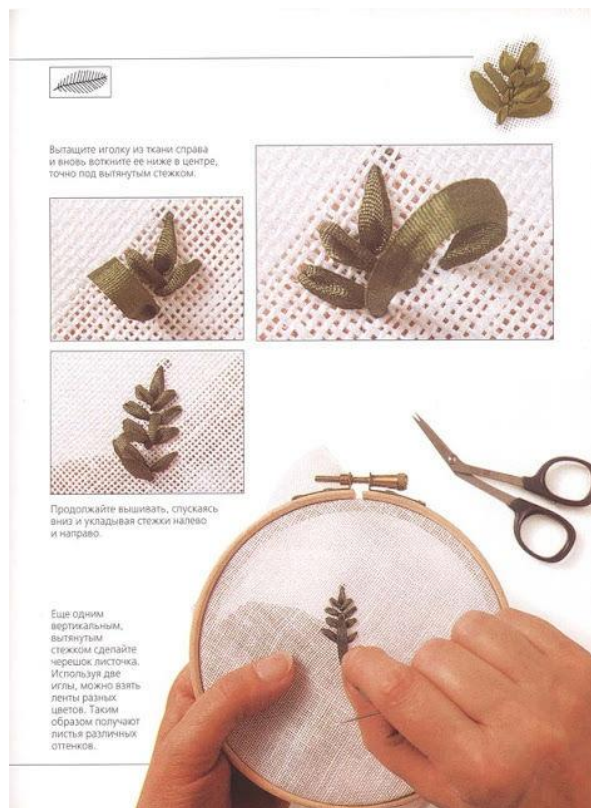 Вытащите иголку из ткани справа
и вновь воткните ее ниже в центре,
точно под вытянутым стежком.
Продолжайте вышивать, спускаясь
вниз и укладывая стежки налево
и направо.
Еще одним
вертикальным,
вытянутым
стежком сделайте
черешок листочка.
Используя две
иглы, можно взять
ленты разных
цветов. Таким
образом получают
листья различных
оттенков.